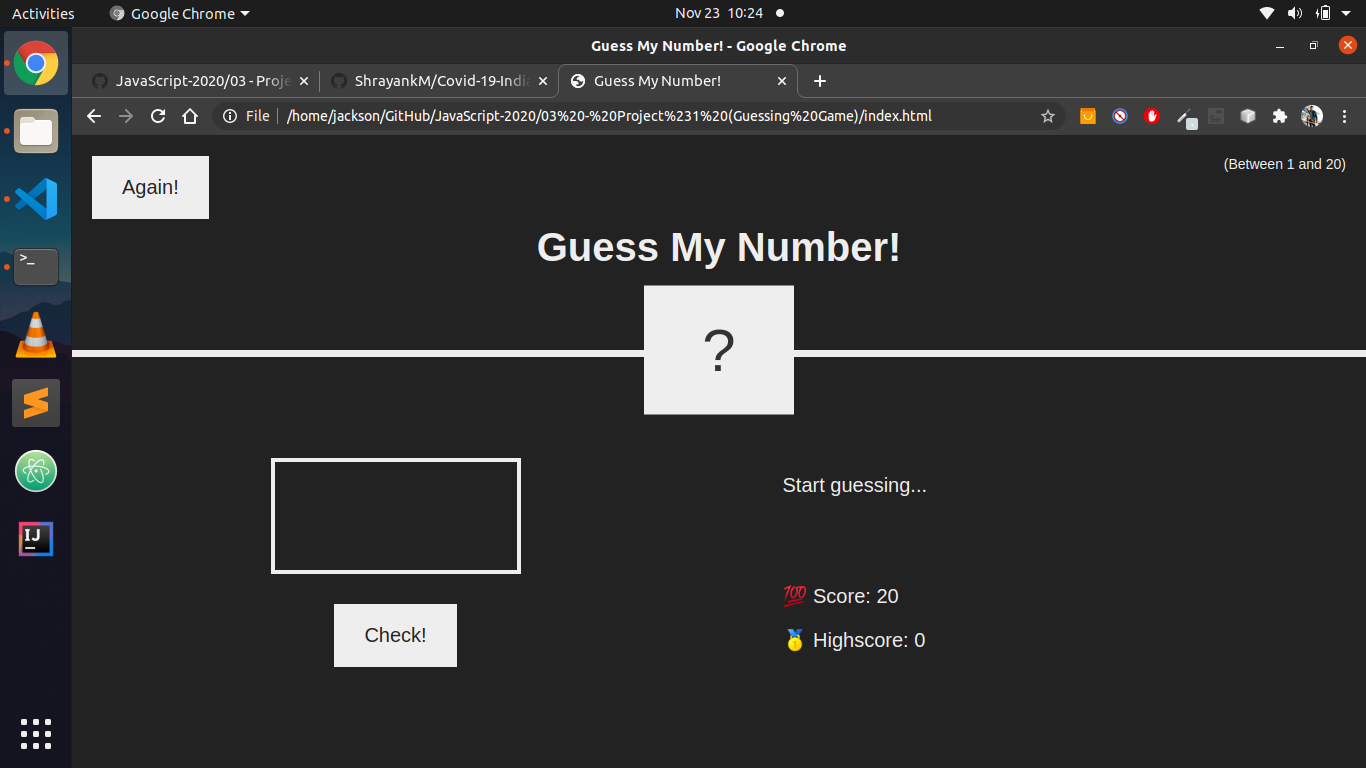 Activities Google Chrome Nov 23 10:24
Guess My Number! - Google Chrome
JavaScript-2020/03 - Proje ShrayankM/Covid-19-India Guess My Number!
File /home/jackson/GitHub/JavaScript-2020/03%20-%20Project%231%20(Guessing%20Game)/index.html
Again!
(Between 1 and 20)
Guess My Number!
?
Start guessing...
💯 Score: 20
🥇 Highscore: 0
Check!
>_
IJ